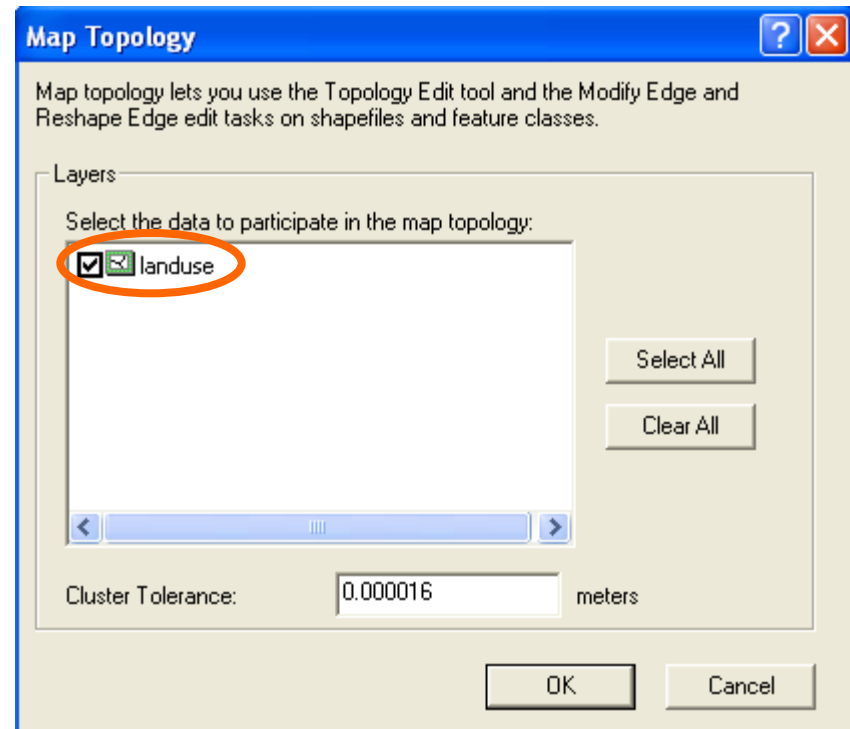 Map Topology
Map topology lets you use the Topology Edit tool and the Modify Edge and
Reshape Edge edit tasks on shapefiles and feature classes.
Layers
Select the data to participate in the map topology:
landuse
Select All
Clear All
Cluster Tolerance: 0.000016 meters
OK Cancel